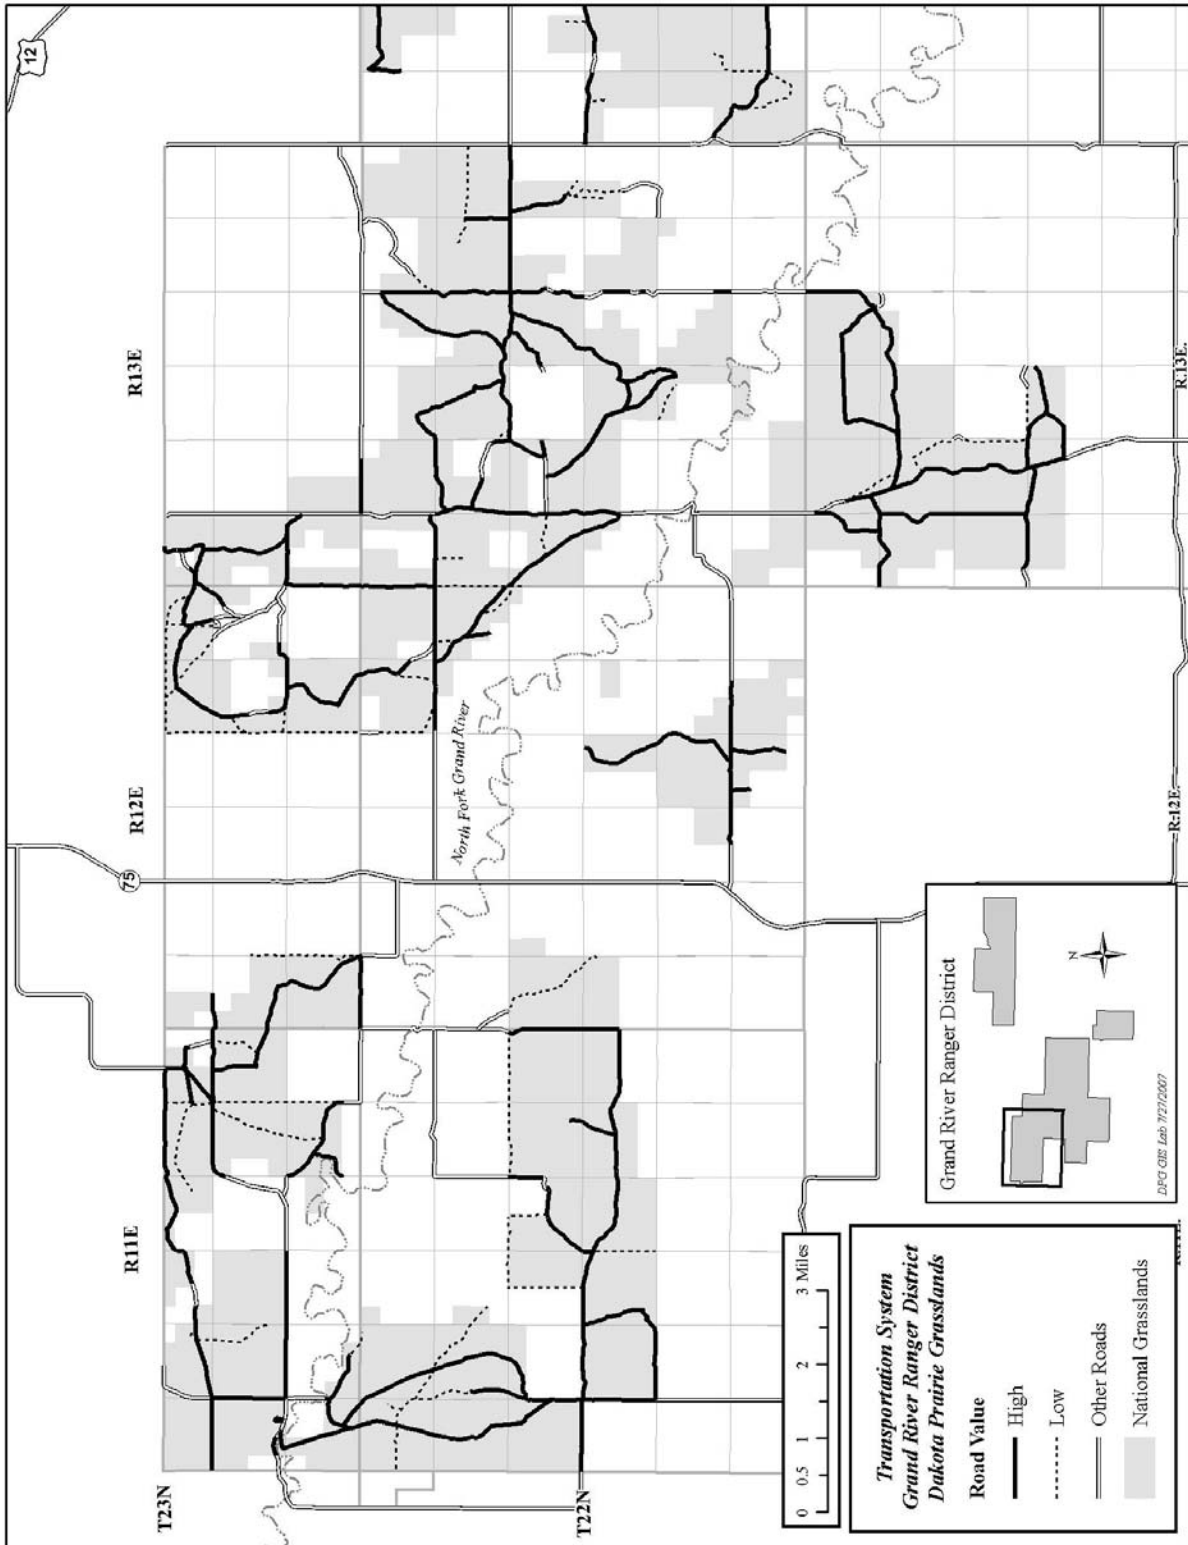 12
75
R11E
R12E
R13E
T23N
T22N
North Fork Grand River
R.12E.
R.13E.
0 0.5 1 2 3 Miles
Transportation System
Grand River Ranger District
Dakota Prairie Grasslands
Road Value
High
Low
Other Roads
National Grasslands
Grand River Ranger District
N
DPG GIS Lab 7/27/2007